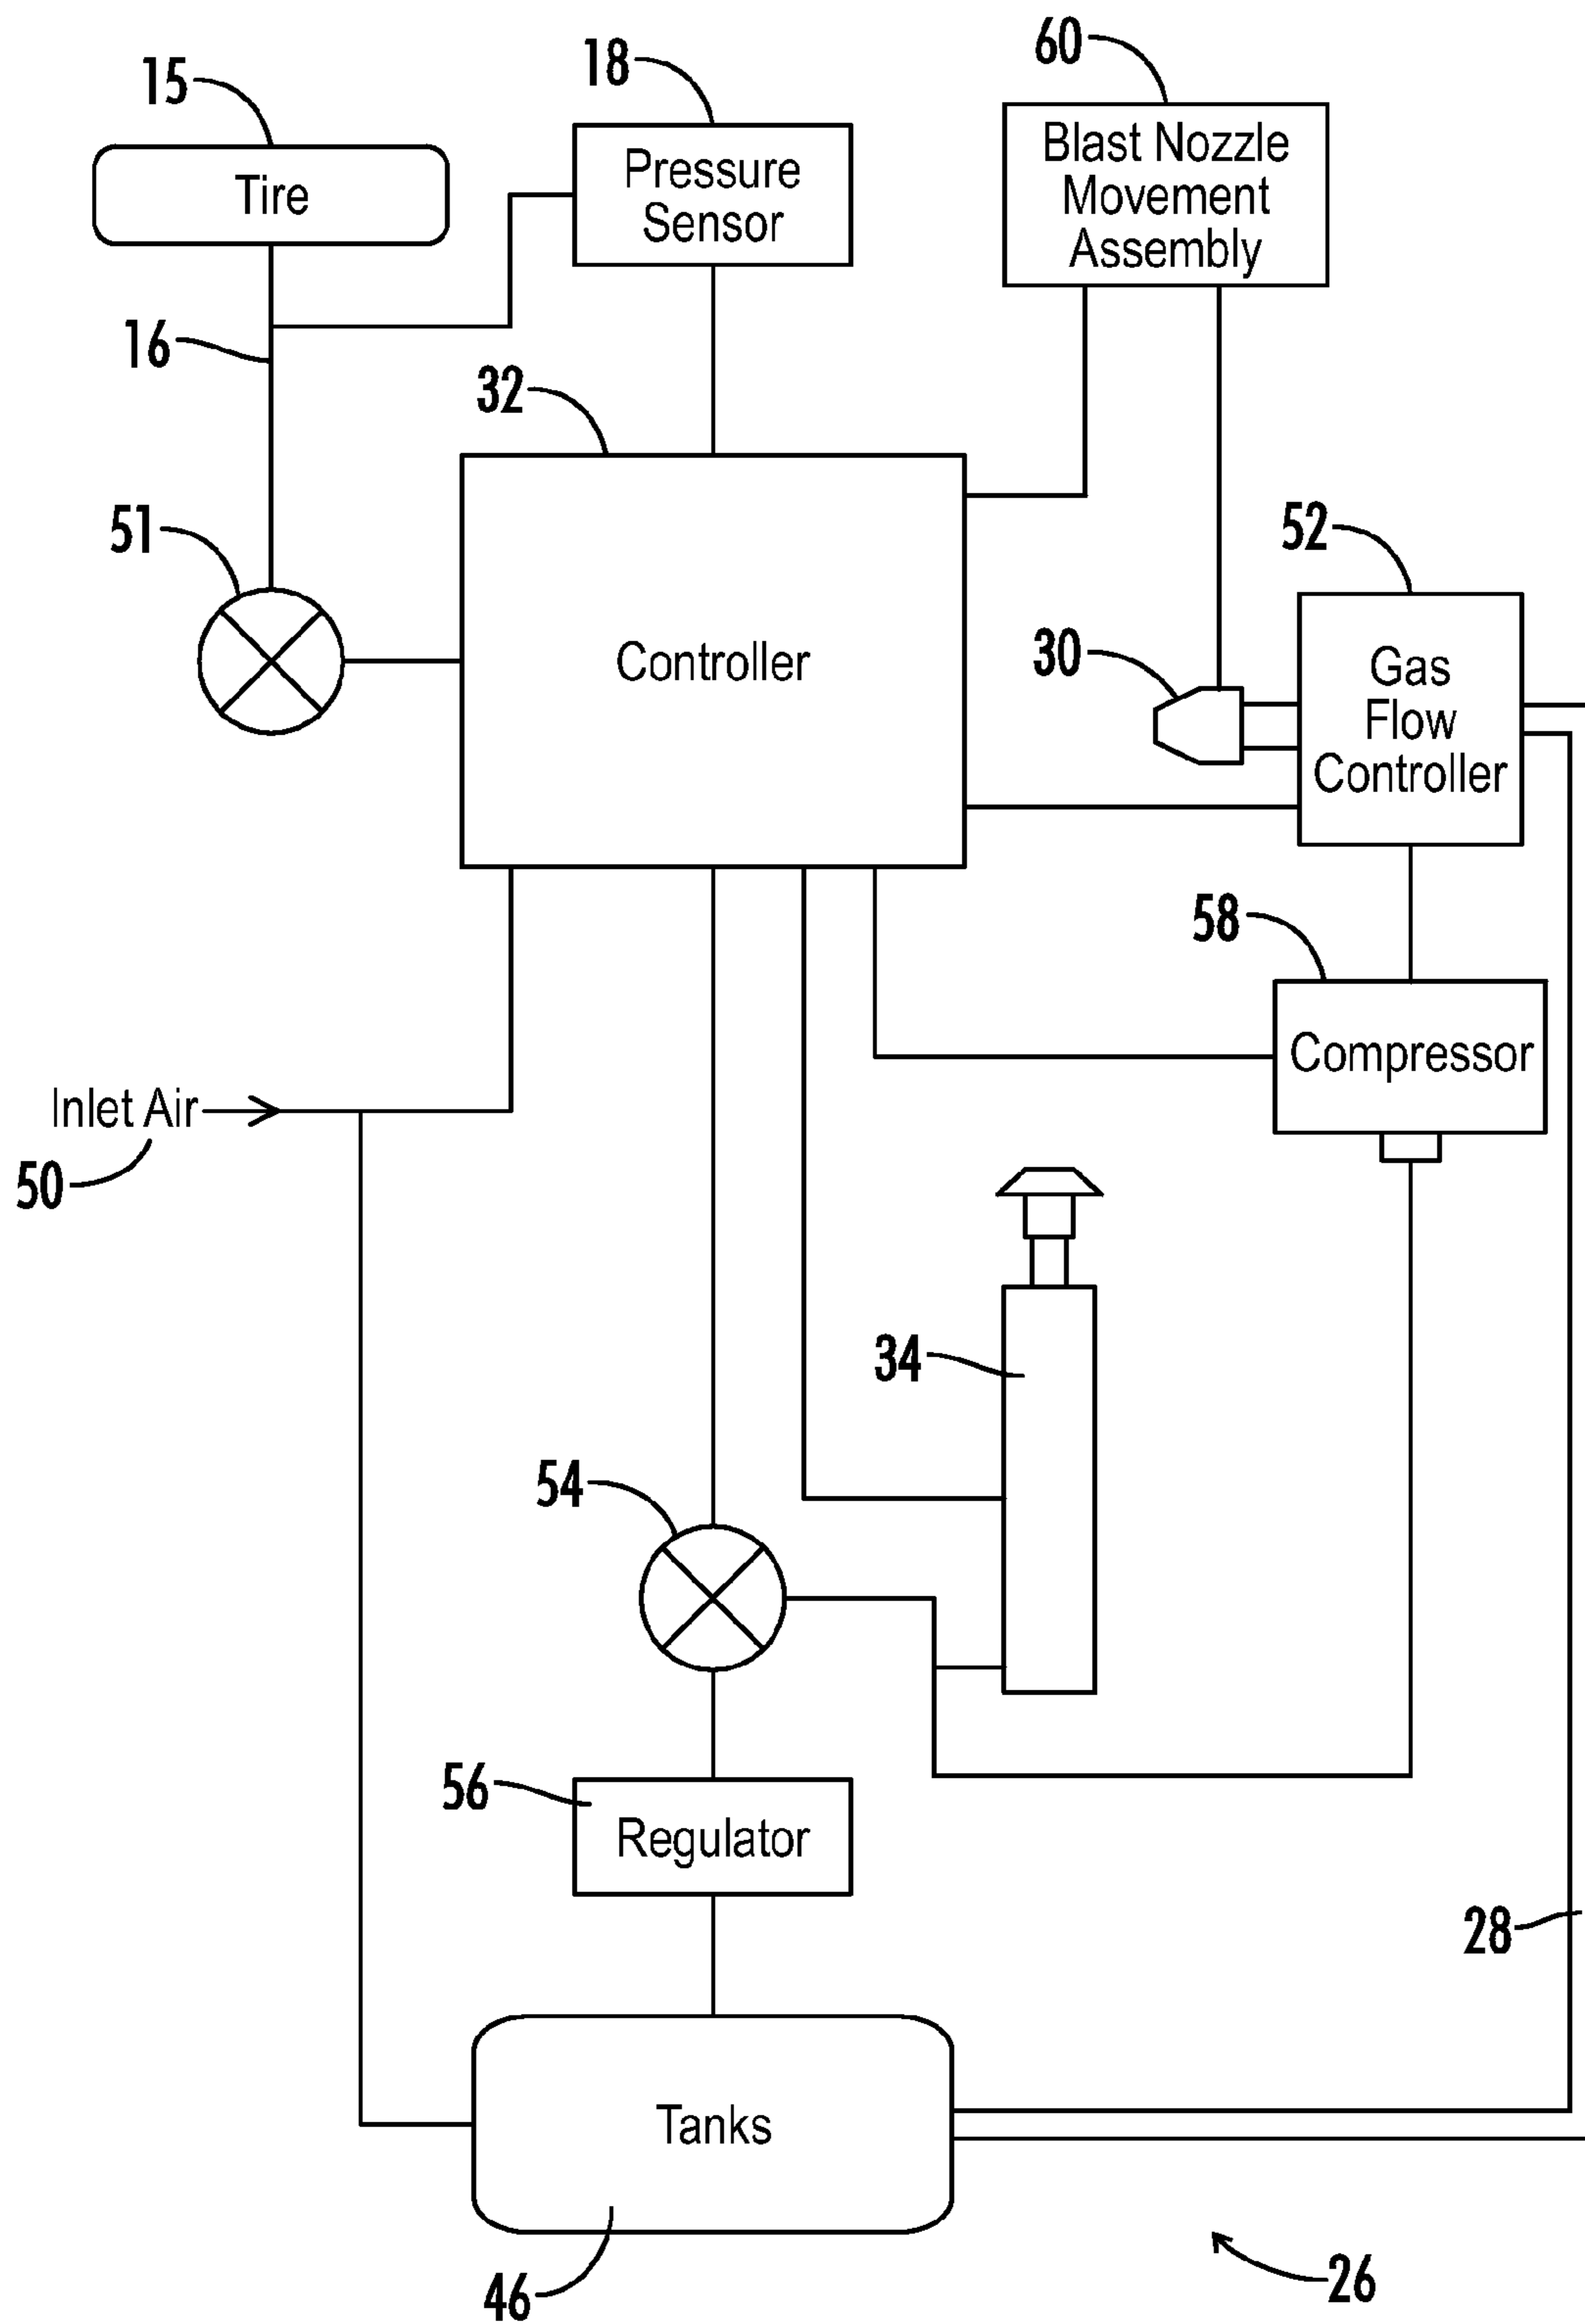 60
18
15
Blast Nozzle
Movement
Assembly
Pressure
Sensor
Tire
16
32
51
52
30
Controller
Gas
Flow
Controller
58
Compressor
Inlet Air
50
34
54
56
Regulator
28
Tanks
46
26